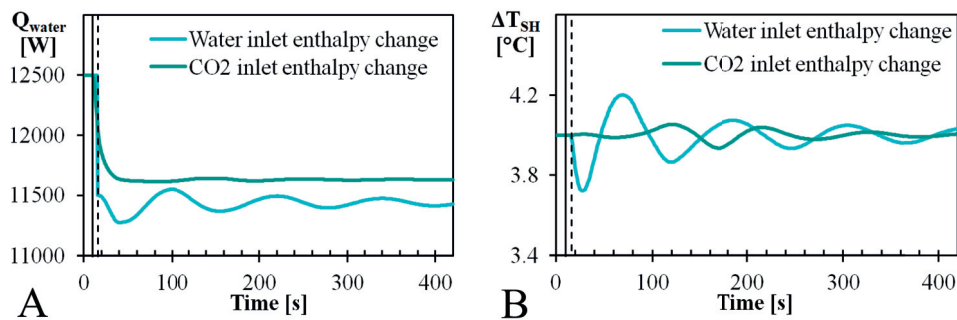 Q_water
[W]
Water inlet enthalpy change
CO2 inlet enthalpy change
12500
12000
11500
11000
0
100
200
300
400
Time [s]
A
ΔT_SH
[°C]
Water inlet enthalpy change
CO2 inlet enthalpy change
4.2
3.8
3.4
0
100
200
300
400
Time [s]
B